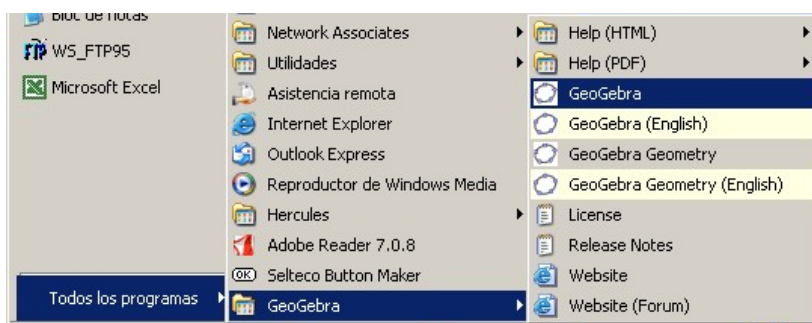 Bloc de notas
WS_FTP95
Microsoft Excel
Todos los programas
Network Associates
Utilidades
Asistencia remota
Internet Explorer
Outlook Express
Reproductor de Windows Media
Hercules
Adobe Reader 7.0.8
OK Selteco Button Maker
GeoGebra
Help (HTML)
Help (PDF)
GeoGebra
GeoGebra (English)
GeoGebra Geometry
GeoGebra Geometry (English)
License
Release Notes
Website
Website (Forum)